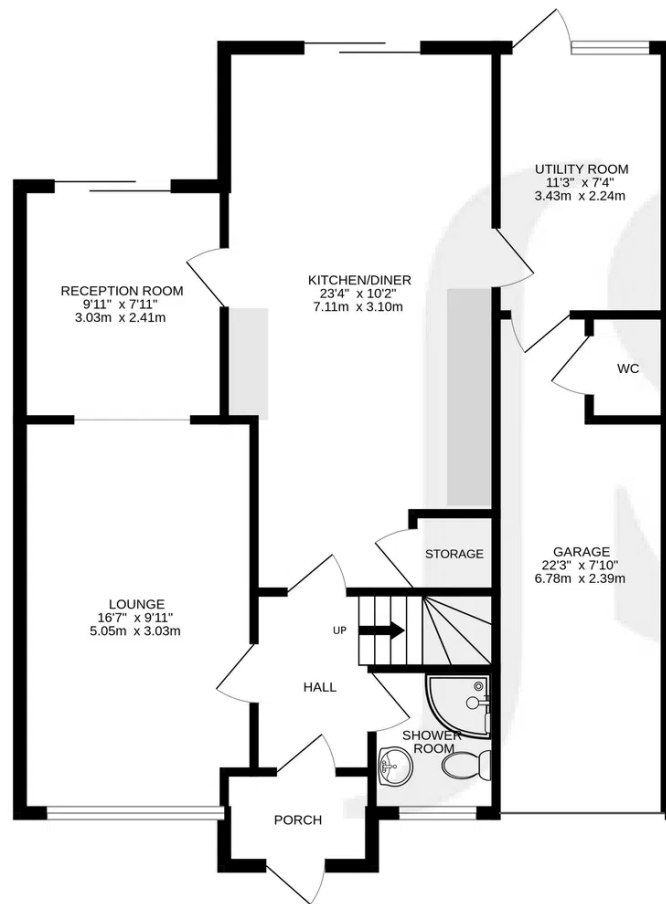 UTILITY ROOM
11'3" x 7'4"
3.43m x 2.24m
RECEPTION ROOM
9'11" x 7'11"
3.03m x 2.41m
KITCHEN/DINER
23'4" x 10'2"
7.11m x 3.10m
WC
STORAGE
GARAGE
22'3" x 7'10"
6.78m x 2.39m
LOUNGE
16'7" x 9'11"
5.05m x 3.03m
UP
HALL
SHOWER
ROOM
PORCH